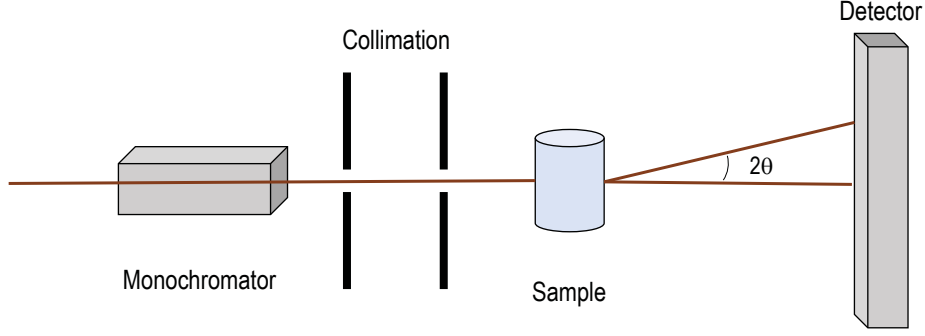 Detector
Collimation
2θ
Monochromator
Sample